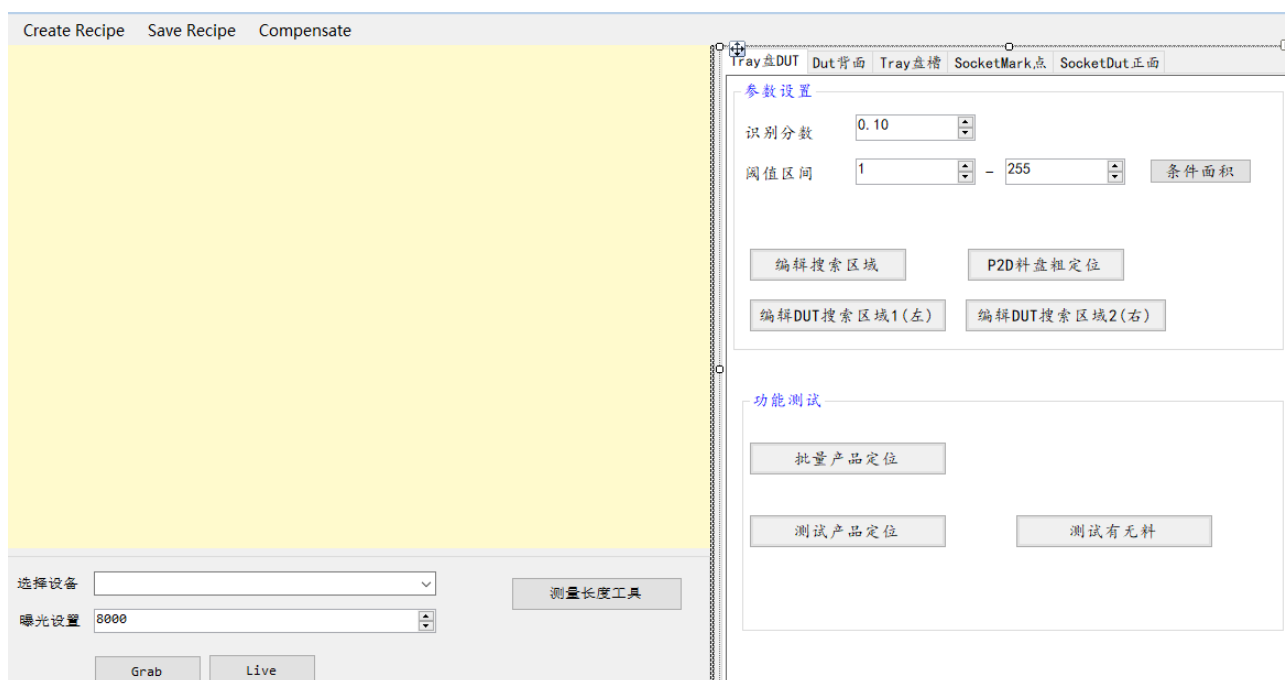 Create Recipe Save Recipe Compensate
Tray盘DUT Dut背面 Tray盘槽 SocketMark点 SocketDut正面
参数设置
识别分数 0.10
阈值区间 1 - 255 条件面积
编辑搜索区域 P2D料盘粗定位
编辑DUT搜索区域1(左) 编辑DUT搜索区域2(右)
功能测试
批量产品定位
测试产品定位 测试有无料
选择设备
测量长度工具
曝光设置 8000
Grab Live